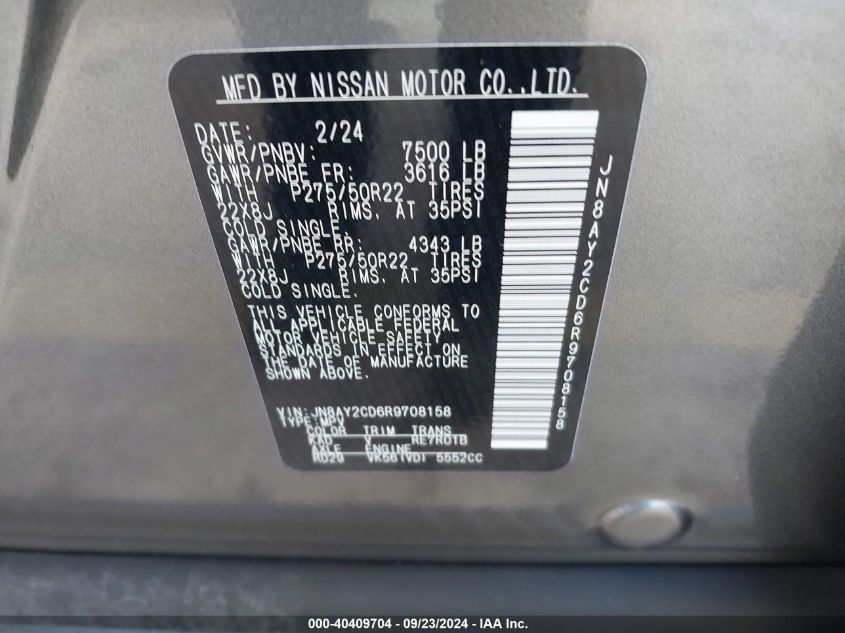 MFD BY NISSAN MOTOR CO.,LTD.
DATE: 2/24
GVWR/PNBV: 7500 LB
GAWR/PNBE FR: 3616 LB
WITH P275/50R22 TIRES
22X8J RIMS. AT 35PSI
COLD SINGLE.
GAWR/PNBE RR: 4343 LB
WITH P275/50R22 TIRES
22X8J RIMS. AT 35PSI
COLD SINGLE.
THIS VEHICLE CONFORMS TO
ALL APPLICABLE FEDERAL
MOTOR VEHICLE SAFETY
STANDARDS IN EFFECT ON
THE DATE OF MANUFACTURE
SHOWN ABOVE.
VIN: JN8AY2CD6R9708158
TYPE: MPV
COLOR TRIM TRANS
KAD V RE7R01B
AXLE ENGINE
RD29 VK56(VD) 5552CC
JN8AY2CD6R9708158
000-40409704 - 09/23/2024 - IAA Inc.